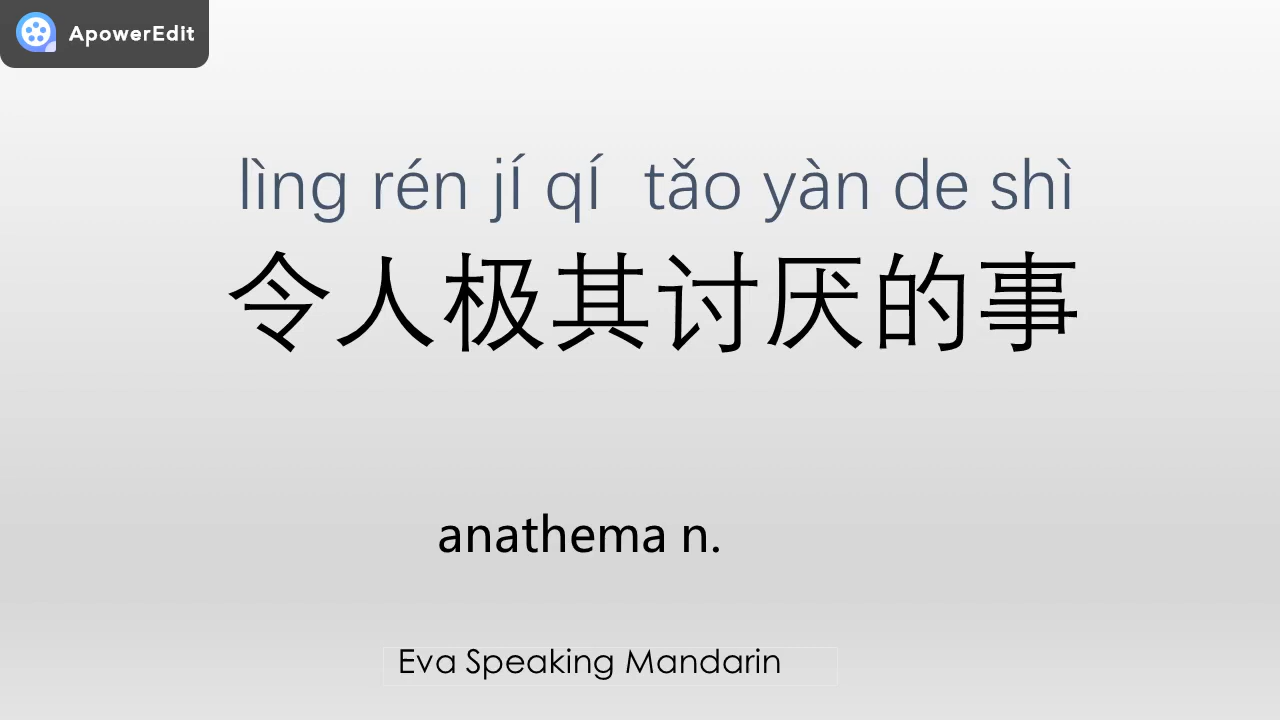 ApowerEdit
lìng rén jí qí tǎo yàn de shì
令人极其讨厌的事
anathema n.
Eva Speaking Mandarin